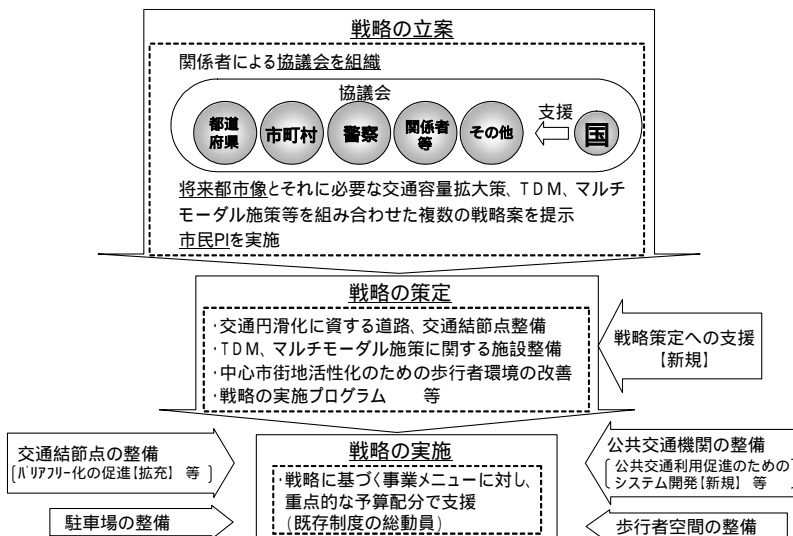 戦略の立案
関係者による協議会を組織
協議会
都道
府県
市町村
警察
関係者
等
その他
支援
国
将来都市像とそれに必要な交通容量拡大策、TDM、マルチ
モーダル施策等を組み合わせた複数の戦略案を提示
市民PIを実施
戦略の策定
・交通円滑化に資する道路、交通結節点整備
・TDM、マルチモーダル施策に関する施設整備
・中心市街地活性化のための歩行者環境の改善
・戦略の実施プログラム 等
戦略策定への支援
【新規】
戦略の実施
・戦略に基づく事業メニューに対し、
重点的な予算配分で支援
(既存制度の総動員)
交通結節点の整備
(バリアフリー化の促進【拡充】 等 )
駐車場の整備
公共交通機関の整備
公共交通利用促進のための
システム開発【新規】 等
歩行者空間の整備